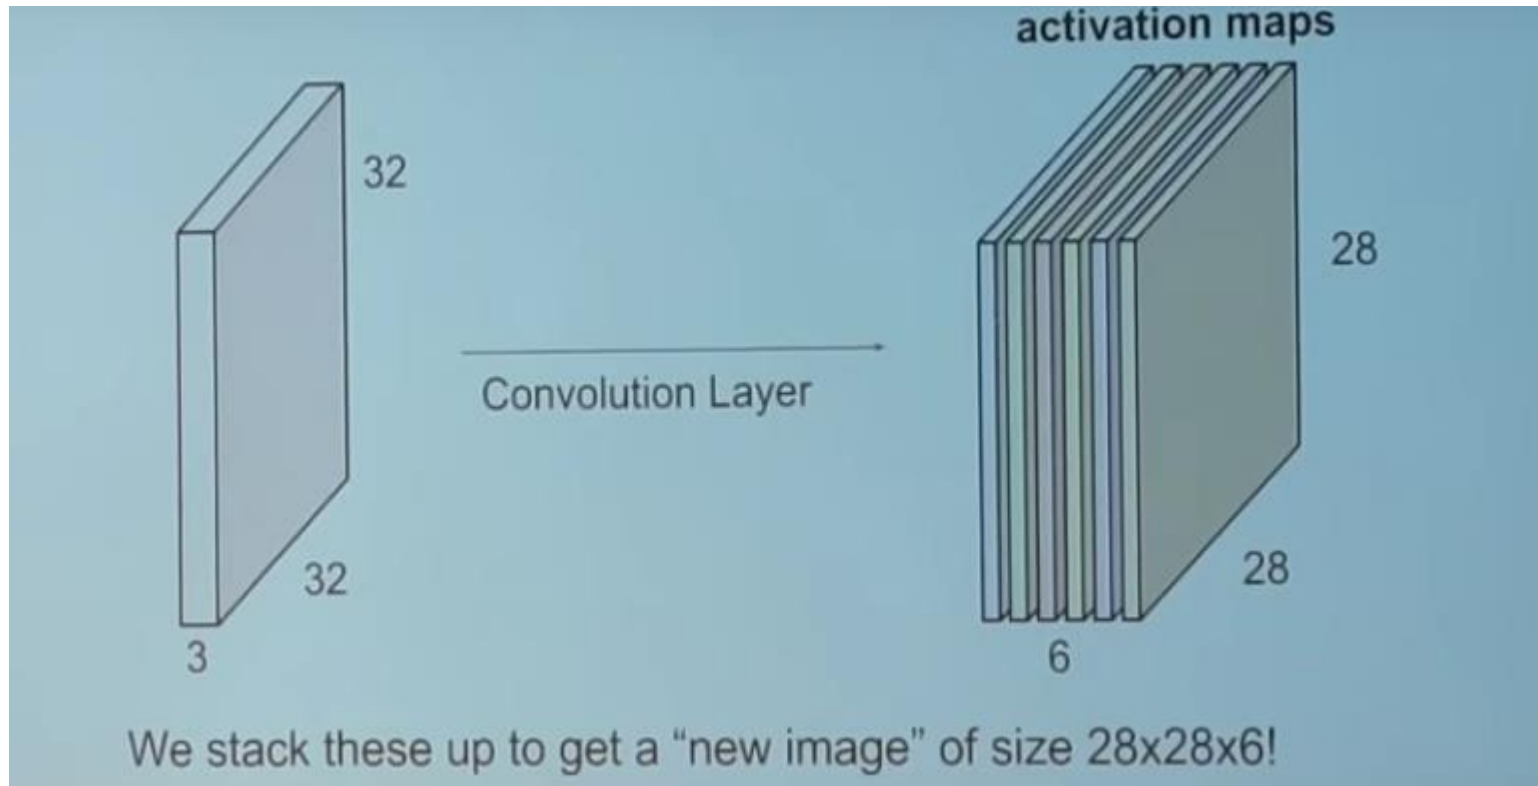 activation maps
32
28
Convolution Layer
32
28
3
6
We stack these up to get a “new image” of size 28x28x6!